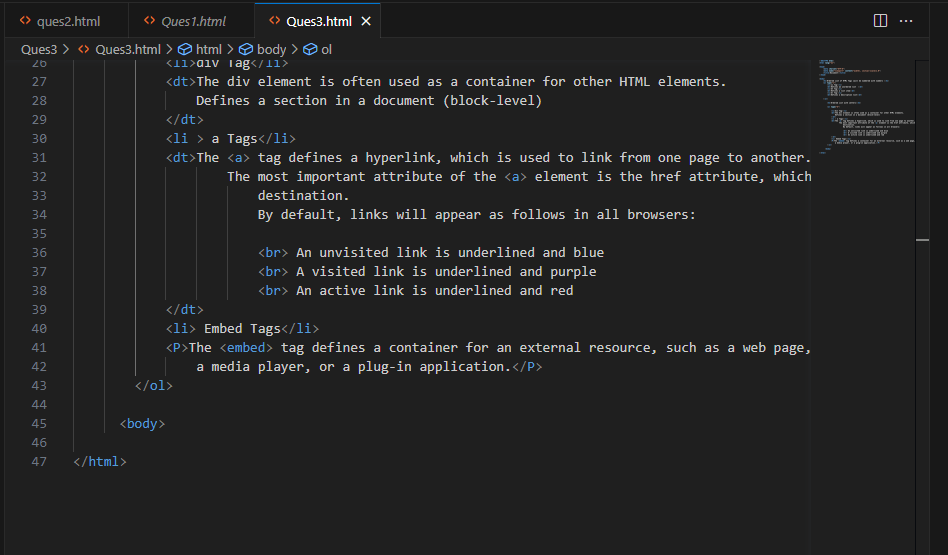 ques2.html Ques1.html Ques3.html
Ques3 > Ques3.html > html > body > ol
26 <li>div Tag</li>
27 <dt>The div element is often used as a container for other HTML elements.
28 Defines a section in a document (block-level)
29 </dt>
30 <li > a Tags</li>
31 <dt>The <a> tag defines a hyperlink, which is used to link from one page to another.
32 The most important attribute of the <a> element is the href attribute, which
33 destination.
34 By default, links will appear as follows in all browsers:
35
36 <br> An unvisited link is underlined and blue
37 <br> A visited link is underlined and purple
38 <br> An active link is underlined and red
39 </dt>
40 <li> Embed Tags</li>
41 <P>The <embed> tag defines a container for an external resource, such as a web page,
42 a media player, or a plug-in application.</P>
43 </ol>
44
45 <body>
46
47 </html>